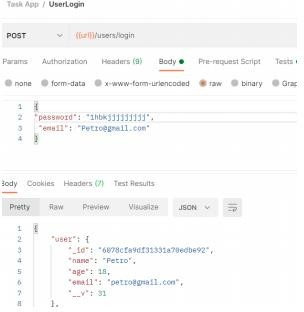 Task App / UserLogin
POST {{url}}/users/login
Params Authorization Headers (9) Body Pre-request Script Tests
none form-data x-www-form-urlencoded raw binary Grap
1 {
2 "password": "1hbkjjjjjjjjj",
3 "email": "Petro@gmail.com"
4 }
Body Cookies Headers (7) Test Results
Pretty Raw Preview Visualize JSON
1 {
2 "user": {
3 "_id": "6078cfa9df31331a70edbe92",
4 "name": "Petro",
5 "age": 18,
6 "email": "petro@gmail.com",
7 "__v": 31
8 },